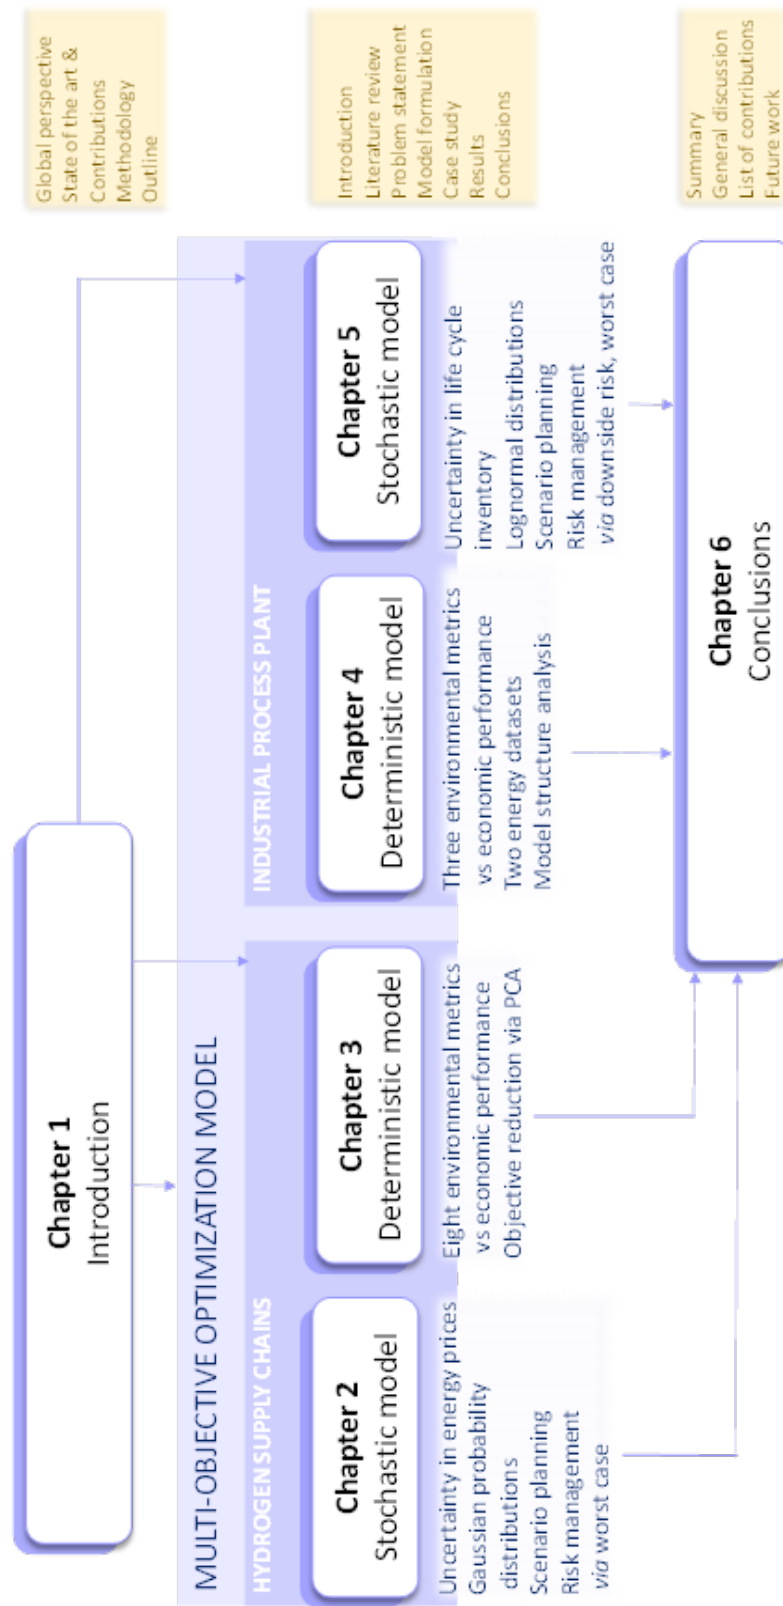 Chapter 1
Introduction
Global perspective
State of the art &
Contributions
Methodology
Outline
MULTI-OBJECTIVE OPTIMIZATION MODEL
HYDROGEN SUPPLY CHAINS
INDUSTRIAL PROCESS PLANT
Chapter 2
Stochastic model
Uncertainty in energy prices
Gaussian probability
distributions
Scenario planning
Risk management
via worst case
Chapter 3
Deterministic model
Eight environmental metrics
vs economic performance
Objective reduction via PCA
Chapter 4
Deterministic model
Three environmental metrics
vs economic performance
Two energy datasets
Model structure analysis
Chapter 5
Stochastic model
Uncertainty in life cycle
inventory
Lognormal distributions
Scenario planning
Risk management
via downside risk, worst case
Introduction
Literature review
Problem statement
Model formulation
Case study
Results
Conclusions
Chapter 6
Conclusions
Summary
General discussion
List of contributions
Future work